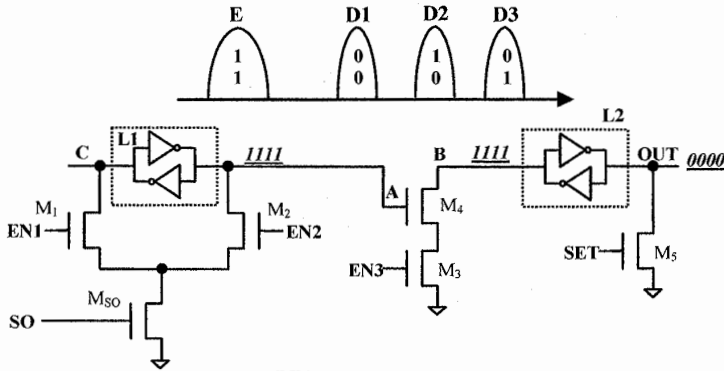 E D1 D2 D3
1 0 1 0
1 0 0 1
L1 L2
C 1111 B 1111 OUT 0000
A
M1 M2 M4
EN1 EN2
EN3 M3 SET M5
MSO
SO